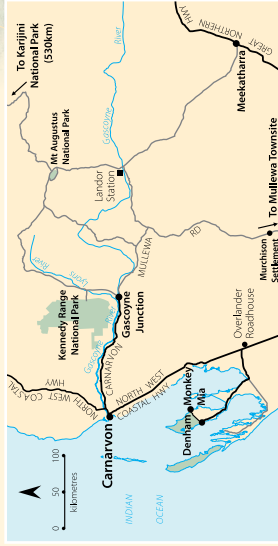 To Karijini
National Park
(530km)
Mt Augustus
National Park
Gascoyne
River
GREAT NORTHERN
HWY
Meekatharra
Landor
Station
Lyons
River
Kennedy Range
National Park
Gascoyne
River
Gascoyne
Junction
CARNARVON
MULLEWA
RD
To Mullewa Townsite
Murchison
Settlement
NORTH WEST COASTAL
HWY
Carnarvon
NORTH WEST
COASTAL HWY
Overlander
Roadhouse
Monkey
Mia
Denham
INDIAN
OCEAN
0 50 100
kilometres